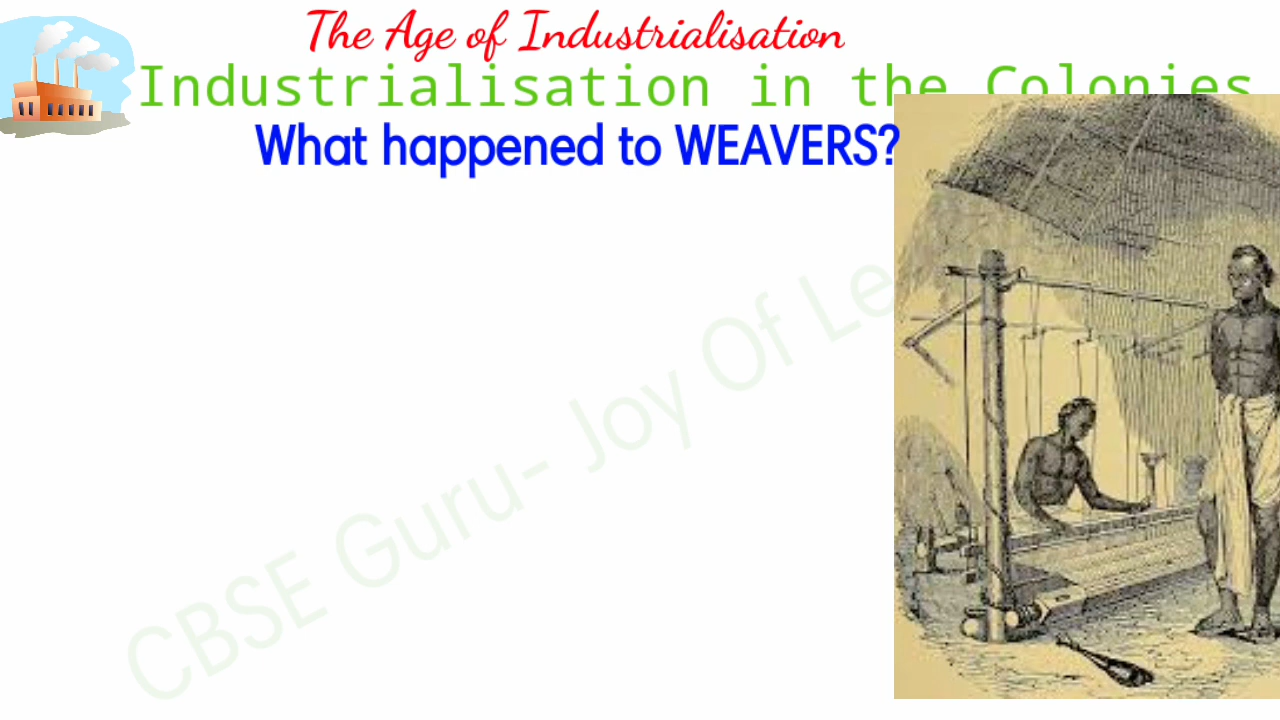 The Age of Industrialisation
Industrialisation in the Colonies
What happened to WEAVERS?
CBSE Guru- Joy Of Le